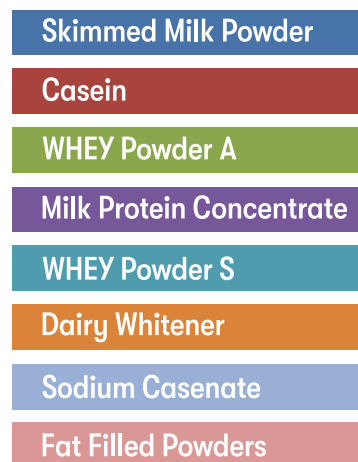 Skimmed Milk Powder
Casein
WHEY Powder A
Milk Protein Concentrate
WHEY Powder S
Dairy Whitener
Sodium Casenate
Fat Filled Powders